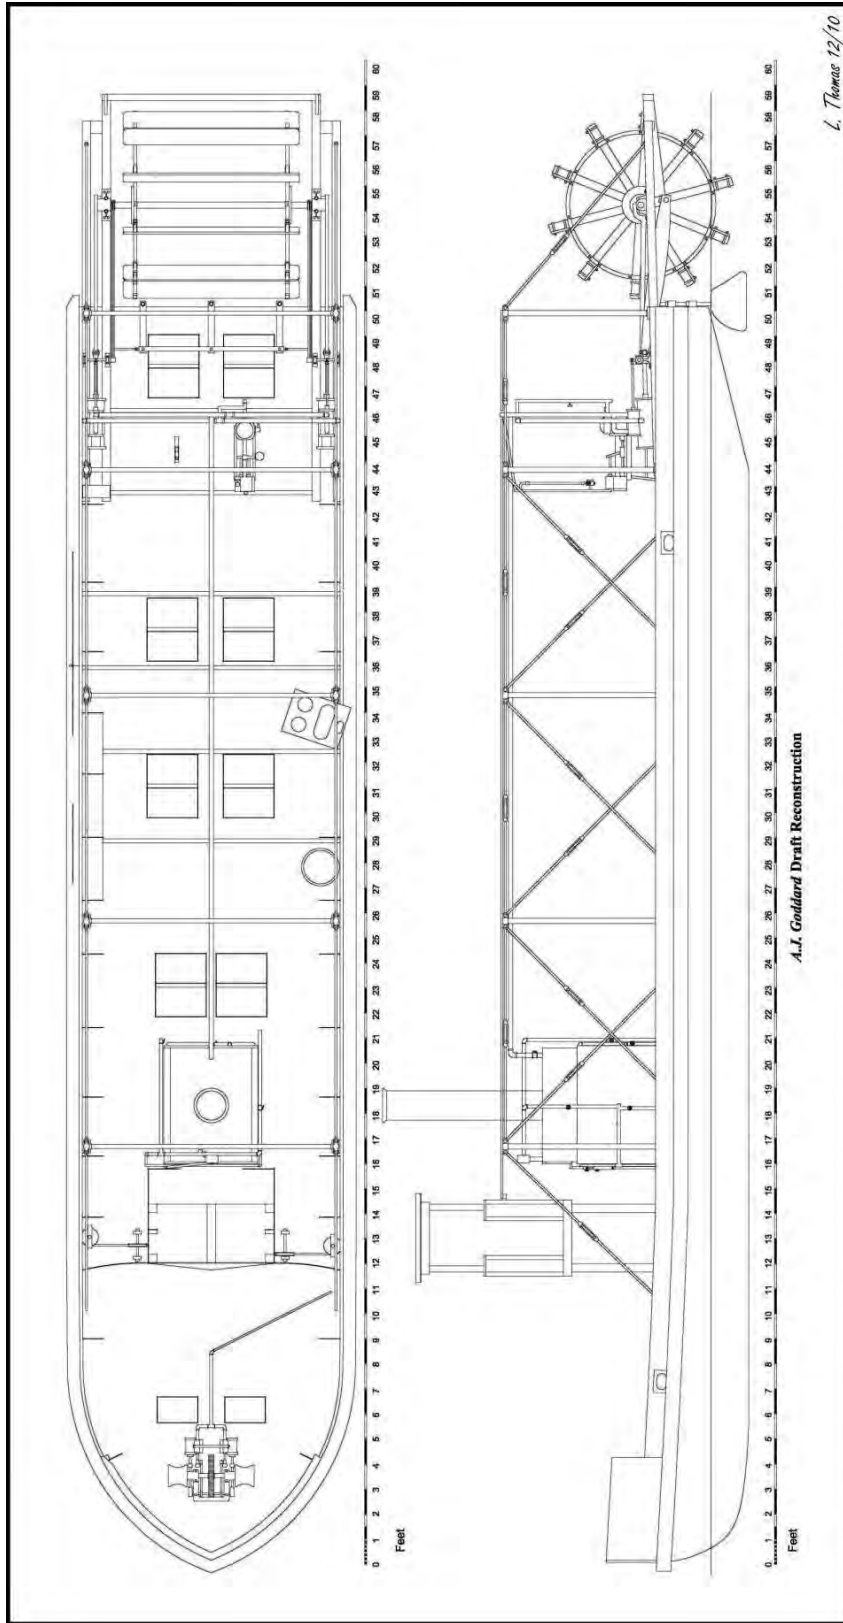 0 1 2 3 4 5 6 7 8 9 10 11 12 13 14 15 16 17 18 19 20 21 22 23 24 25 26 27 28 29 30 31 32 33 34 35 36 37 38 39 40 41 42 43 44 45 46 47 48 49 50 51 52 53 54 55 56 57 58 59 60
Feet
0 1 2 3 4 5 6 7 8 9 10 11 12 13 14 15 16 17 18 19 20 21 22 23 24 25 26 27 28 29 30 31 32 33 34 35 36 37 38 39 40 41 42 43 44 45 46 47 48 49 50 51 52 53 54 55 56 57 58 59 60
Feet
A.J. Goddard Draft Reconstruction
L. Thomas 12/10